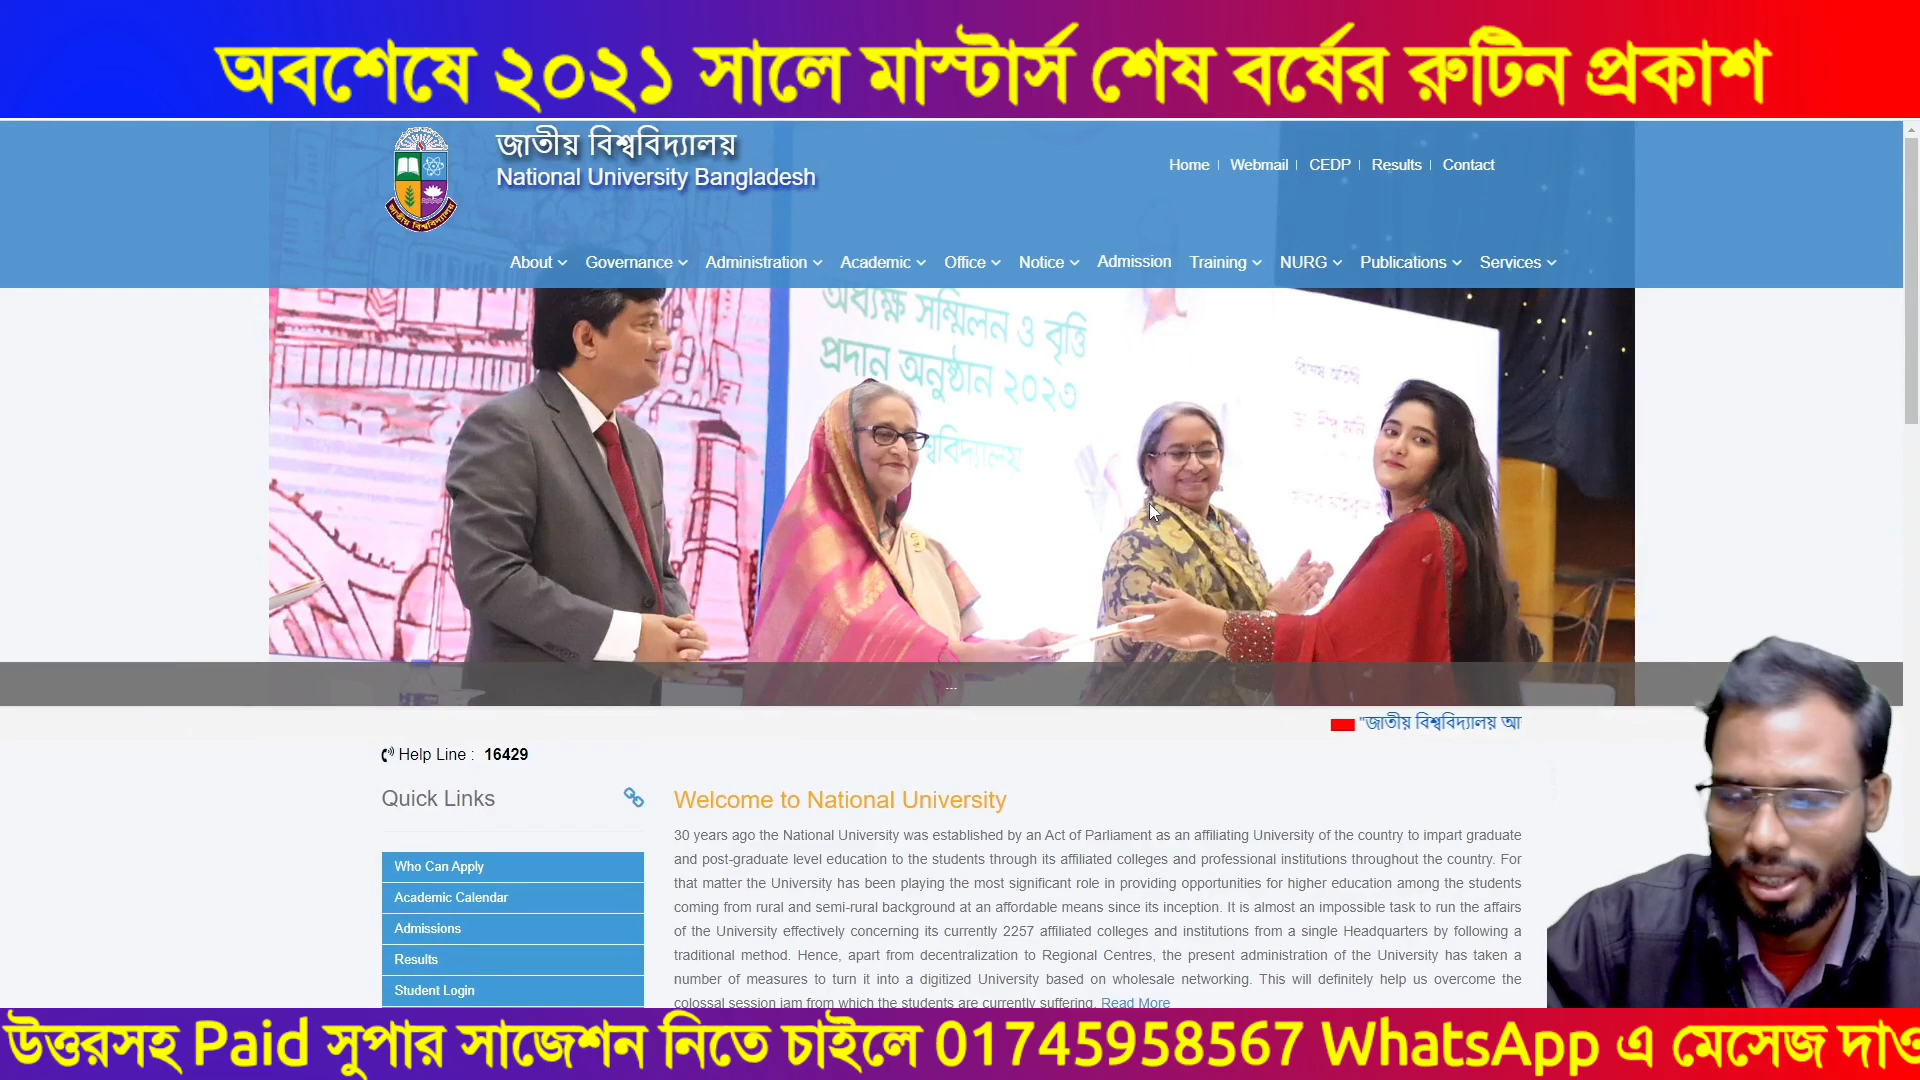 অবশেষে ২০২১ সালে মাস্টার্স শেষ বর্ষের রুটিন প্রকাশ
জাতীয় বিশ্ববিদ্যালয়
National University Bangladesh
Home | Webmail | CEDP | Results | Contact
জাতীয় বিশ্ববিদ্যালয়
About Governance Administration Academic Office Notice Admission Training NURG Publications Services
অধ্যক্ষ সম্মিলন ও বৃত্তি
প্রদান অনুষ্ঠান ২০২৩
---
"জাতীয় বিশ্ববিদ্যালয় আ
Help Line : 16429
Quick Links
Who Can Apply
Academic Calendar
Admissions
Results
Student Login
Welcome to National University
30 years ago the National University was established by an Act of Parliament as an affiliating University of the country to impart graduate
and post-graduate level education to the students through its affiliated colleges and professional institutions throughout the country. For
that matter the University has been playing the most significant role in providing opportunities for higher education among the students
coming from rural and semi-rural background at an affordable means since its inception. It is almost an impossible task to run the affairs
of the University effectively concerning its currently 2257 affiliated colleges and institutions from a single Headquarters by following a
traditional method. Hence, apart from decentralization to Regional Centres, the present administration of the University has taken a
number of measures to turn it into a digitized University based on wholesale networking. This will definitely help us overcome the
colossal session jam from which the students are currently suffering. Read More
উত্তরসহ Paid সুপার সাজেশন নিতে চাইলে 01745958567 WhatsApp এ মেসেজ দাও